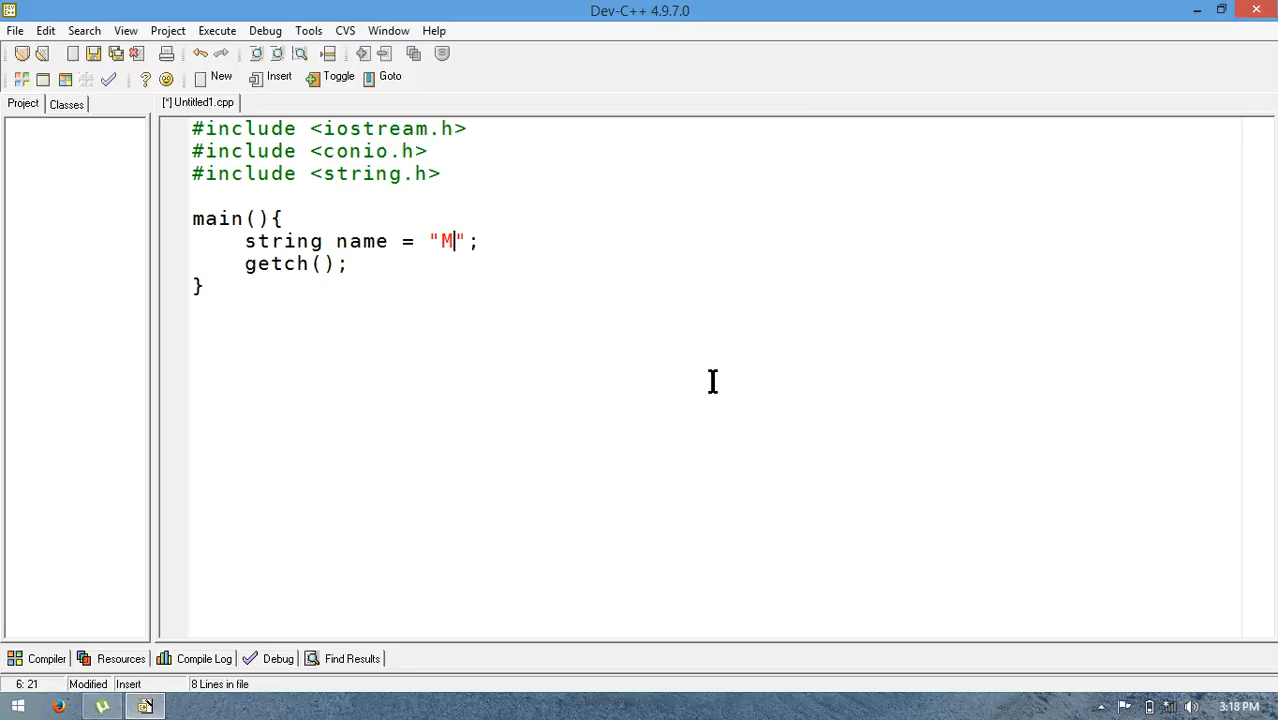 Dev-C++ 4.9.7.0
File Edit Search View Project Execute Debug Tools CVS Window Help
New Insert Toggle Goto
Project Classes [*] Untitled1.cpp
#include <iostream.h>
#include <conio.h>
#include <string.h>
main(){
string name = "M";
getch();
}
Compiler Resources Compile Log Debug Find Results
6: 21 Modified Insert 8 Lines in file
3:18 PM